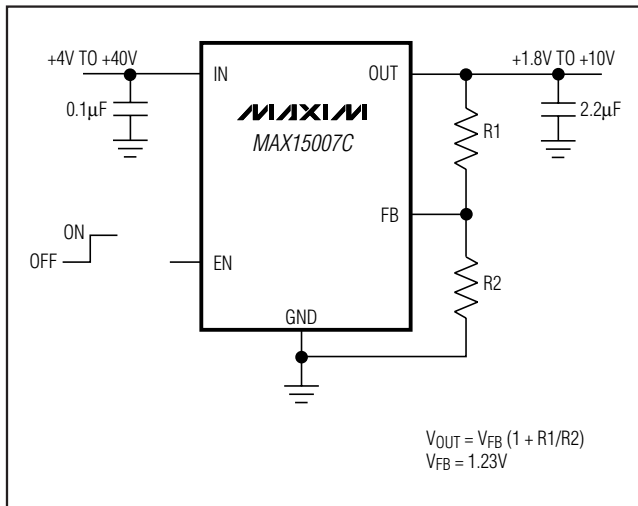 +4V TO +40V
IN
OUT
+1.8V TO +10V
0.1µF
MAXIM
MAX15007C
R1
2.2µF
FB
ON
OFF
EN
R2
GND
VOUT = VFB (1 + R1/R2)
VFB = 1.23V